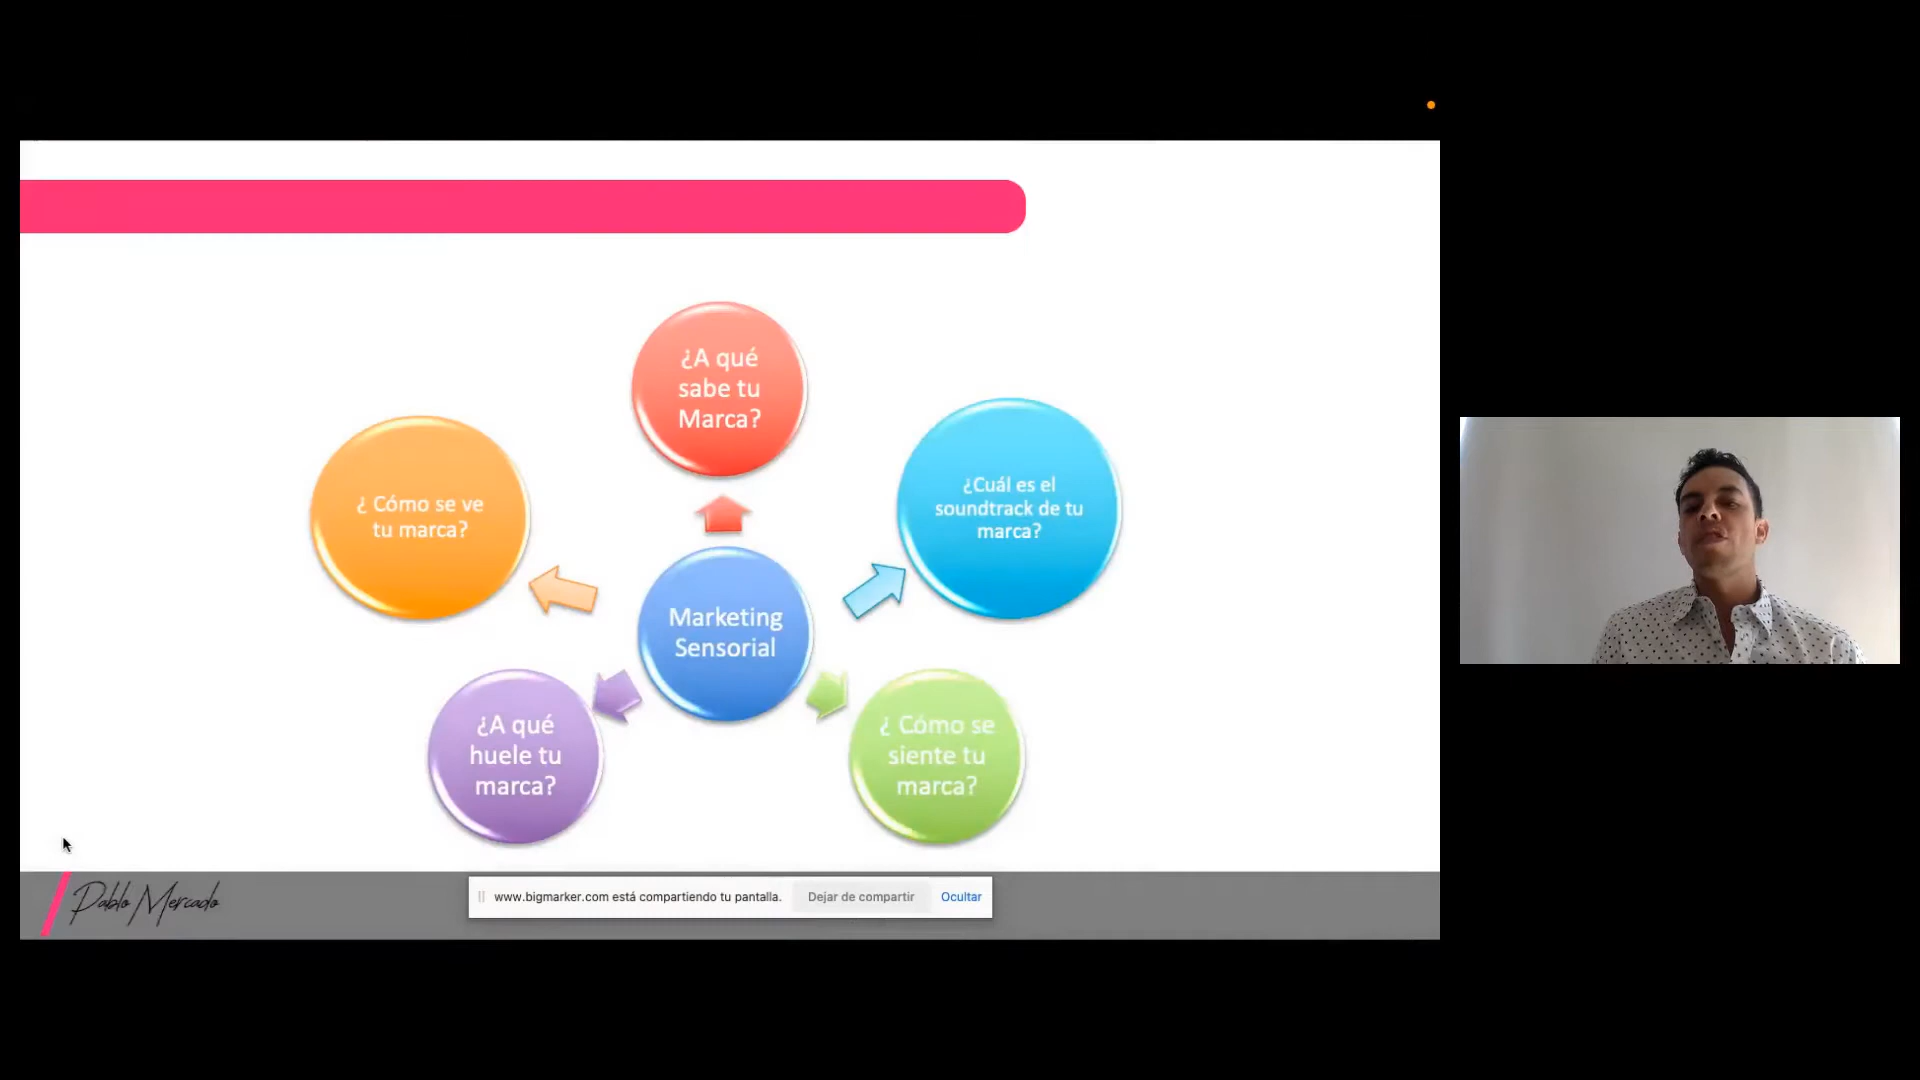 ¿A qué
sabe tu
Marca?
¿ Cómo se ve
tu marca?
¿Cuál es el
soundtrack de tu
marca?
Marketing
Sensorial
¿A qué
huele tu
marca?
¿ Cómo se
siente tu
marca?
Pablo Mercado
www.bigmarker.com está compartiendo tu pantalla.
Dejar de compartir
Ocultar